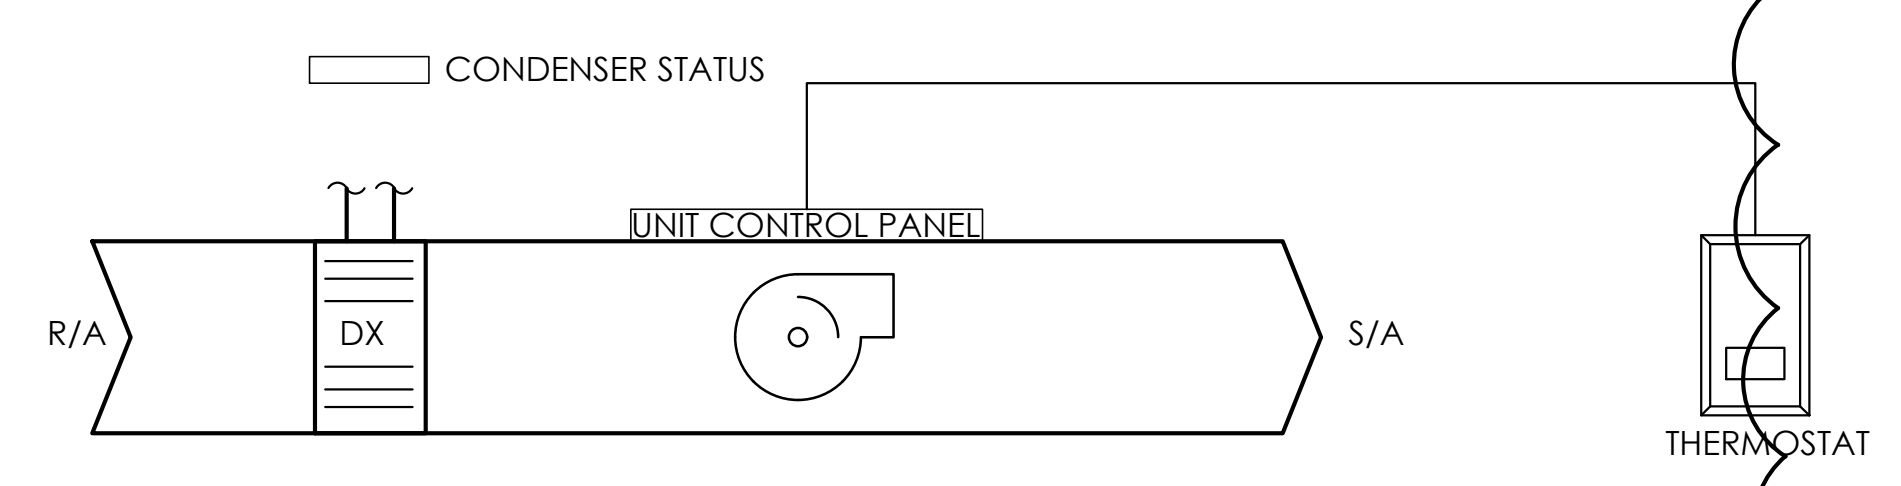 CONDENSER STATUS
UNIT CONTROL PANEL
R/A
DX
S/A
THERMOSTAT